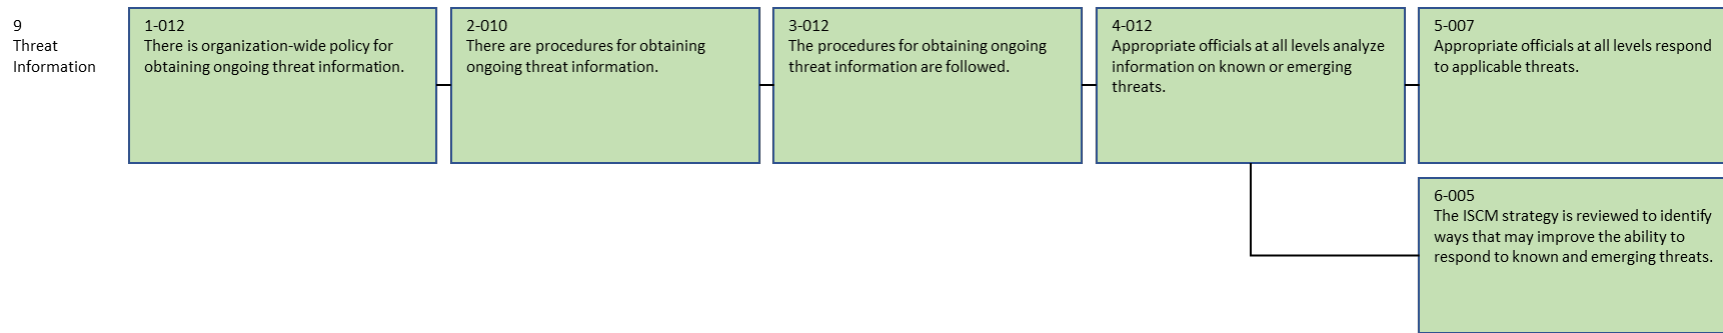 9
Threat
Information
1-012
There is organization-wide policy for
obtaining ongoing threat information.
2-010
There are procedures for obtaining
ongoing threat information.
3-012
The procedures for obtaining ongoing
threat information are followed.
4-012
Appropriate officials at all levels analyze
information on known or emerging
threats.
5-007
Appropriate officials at all levels respond
to applicable threats.
6-005
The ISCM strategy is reviewed to identify
ways that may improve the ability to
respond to known and emerging threats.